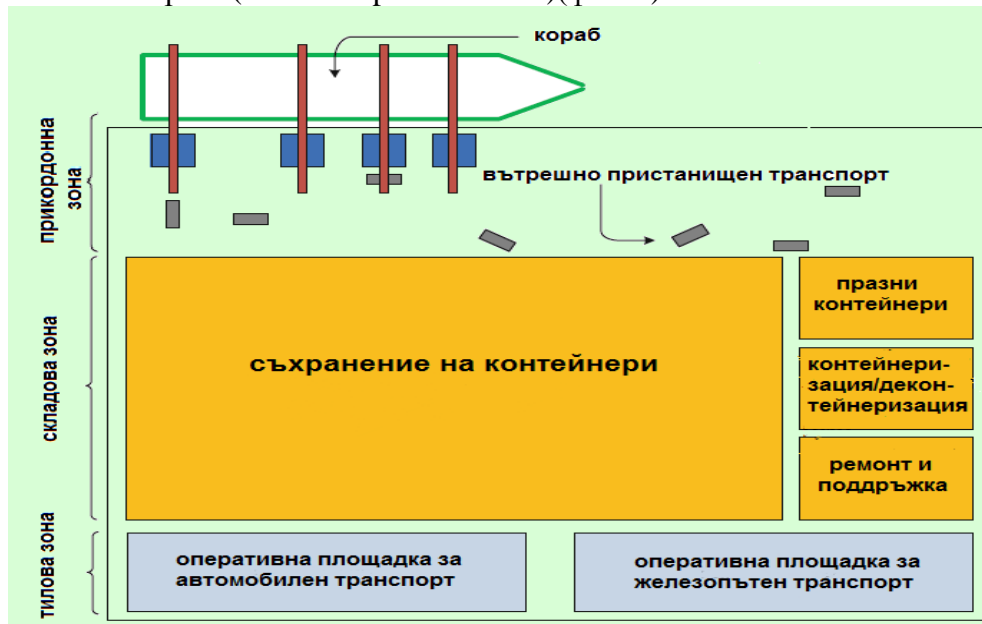 кораб
прикордонна
зона
вътрешно пристанищен транспорт
складова зона
съхранение на контейнери
празни
контейнери
контейнери-
зация/декон-
тейнеризация
ремонт и
поддръжка
тилова зона
оперативна площадка за
автомобилен транспорт
оперативна площадка за
железопътен транспорт